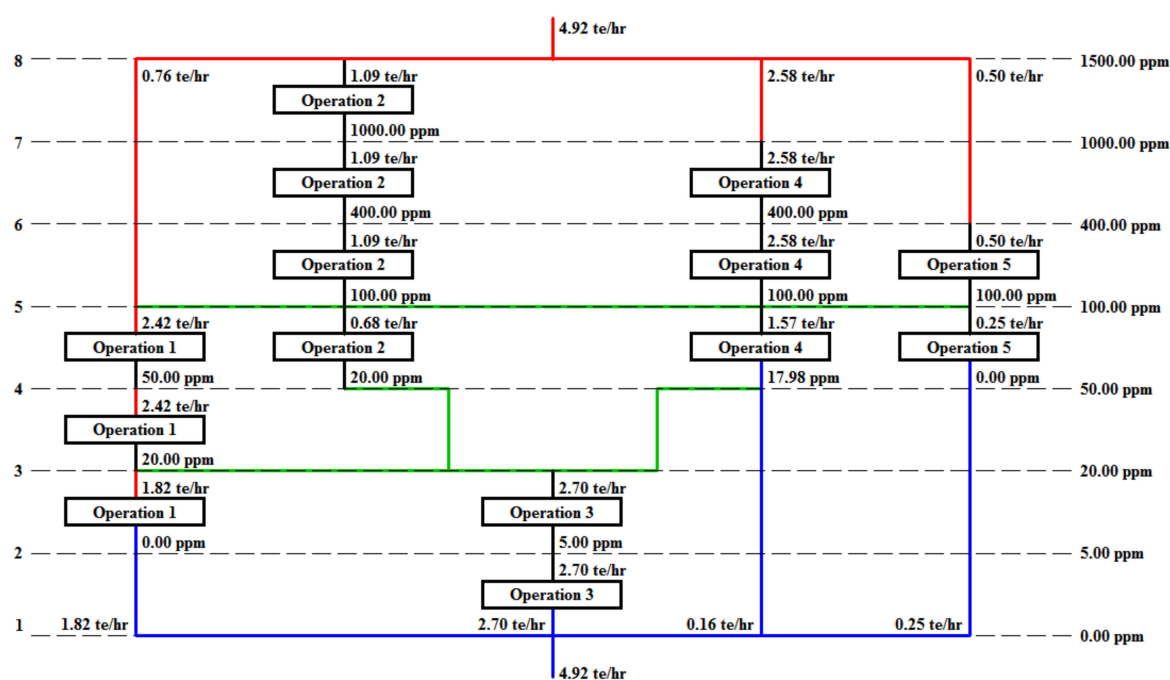 4.92 te/hr
8
1500.00 ppm
0.76 te/hr
1.09 te/hr
2.58 te/hr
0.50 te/hr
Operation 2
1000.00 ppm
7
1000.00 ppm
1.09 te/hr
2.58 te/hr
Operation 2
Operation 4
400.00 ppm
400.00 ppm
6
400.00 ppm
1.09 te/hr
2.58 te/hr
0.50 te/hr
Operation 2
Operation 4
Operation 5
100.00 ppm
100.00 ppm
100.00 ppm
5
100.00 ppm
2.42 te/hr
0.68 te/hr
1.57 te/hr
0.25 te/hr
Operation 1
Operation 2
Operation 4
Operation 5
50.00 ppm
20.00 ppm
17.98 ppm
0.00 ppm
4
50.00 ppm
2.42 te/hr
Operation 1
20.00 ppm
3
20.00 ppm
1.82 te/hr
2.70 te/hr
Operation 1
Operation 3
0.00 ppm
5.00 ppm
2
5.00 ppm
2.70 te/hr
Operation 3
1
1.82 te/hr
2.70 te/hr
0.16 te/hr
0.25 te/hr
0.00 ppm
4.92 te/hr